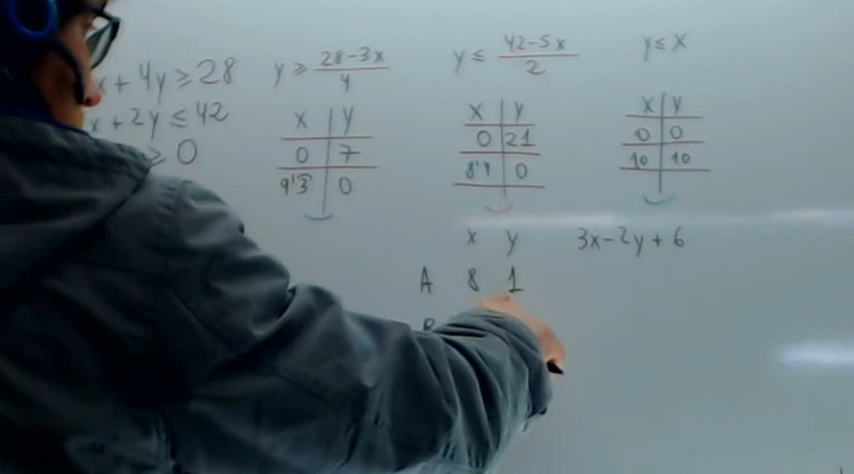 x + 4y ≥ 28 y ≥ (28-3x)/4 y ≤ (42-5x)/2 y ≤ x
x + 2y ≤ 42
≥ 0
x y
0 7
9'3 0
x y
0 21
8'4 0
x y
0 0
10 10
x y 3x-2y+6
A 8 1